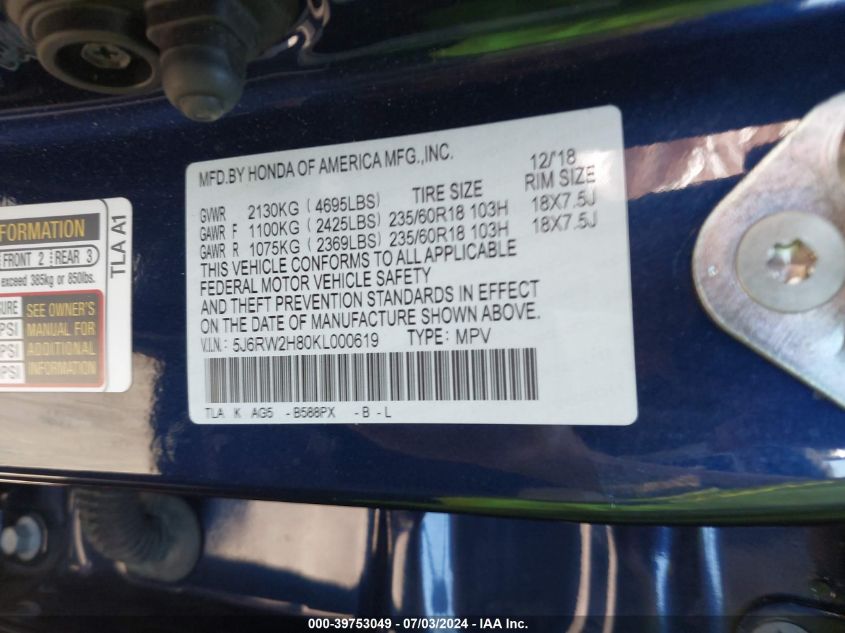 MFD.BY HONDA OF AMERICA MFG.,INC. 12/'18
GVWR 2130KG ( 4695LBS) TIRE SIZE RIM SIZE
GAWR F 1100KG ( 2425LBS) 235/60R18 103H 18X7.5J
GAWR R 1075KG ( 2369LBS) 235/60R18 103H 18X7.5J
THIS VEHICLE CONFORMS TO ALL APPLICABLE
FEDERAL MOTOR VEHICLE SAFETY
AND THEFT PREVENTION STANDARDS IN EFFECT
ON THE DATE OF MANUFACTURE SHOWN ABOVE.
V.I.N.: 5J6RW2H80KL000619 TYPE: MPV
TLA K AG5 -B588PX -B -L
FORMATION
FRONT 2 REAR 3
exceed 385kg or 850lbs.
TLA A1
SEE OWNER'S
PSI MANUAL FOR
PSI ADDITIONAL
PSI INFORMATION
000-39753049 - 07/03/2024 - IAA Inc.